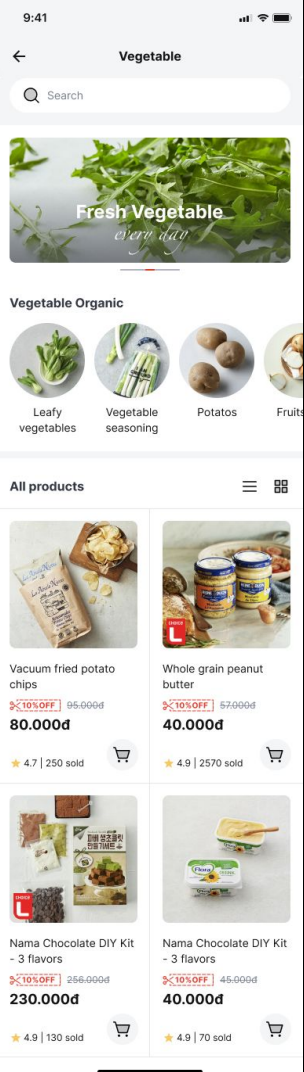 9:41
Vegetable
Search
Fresh Vegetable
every day
Vegetable Organic
Leafy
vegetables
Vegetable
seasoning
Potatos
Fruits
All products
CHOICE
L
Vacuum fried potato
chips
10%OFF 95.000đ
80.000đ
4.7 | 250 sold
Whole grain peanut
butter
10%OFF 57.000đ
40.000đ
4.9 | 2570 sold
CHOICE
L
Flora
Nama Chocolate DIY Kit
- 3 flavors
10%OFF 256.000đ
230.000đ
4.9 | 130 sold
Nama Chocolate DIY Kit
- 3 flavors
10%OFF 45.000đ
40.000đ
4.9 | 70 sold